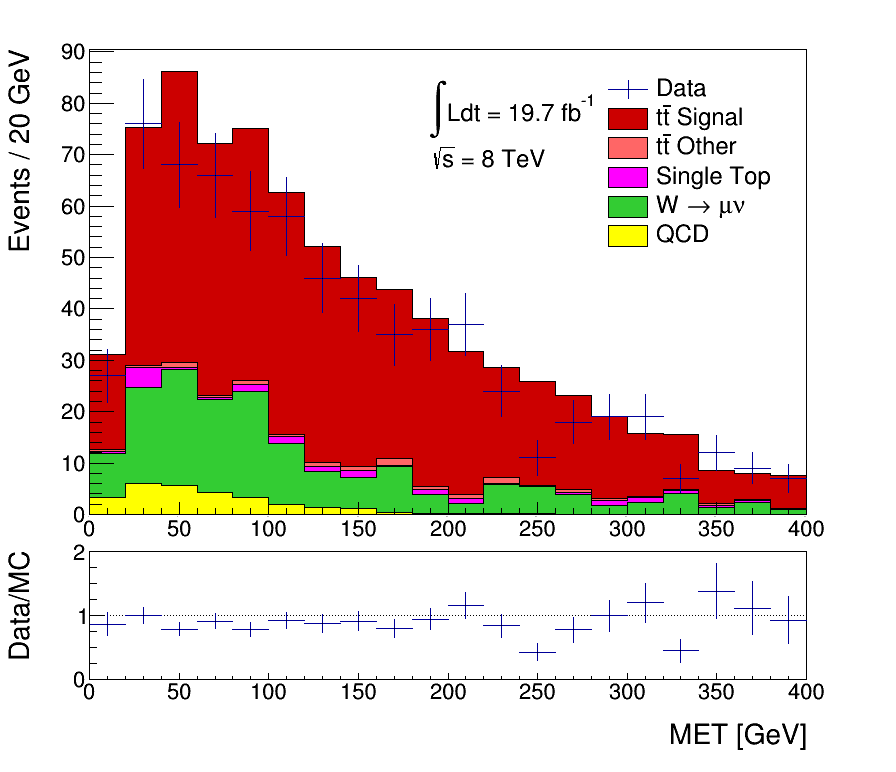 Events / 20 GeV
90
80
70
60
50
40
30
20
10
0
∫Ldt = 19.7 fb⁻¹
√s = 8 TeV
Data
tt̄ Signal
tt̄ Other
Single Top
W → μν
QCD
0 50 100 150 200 250 300 350 400
Data/MC
2
1
0
0 50 100 150 200 250 300 350 400
MET [GeV]